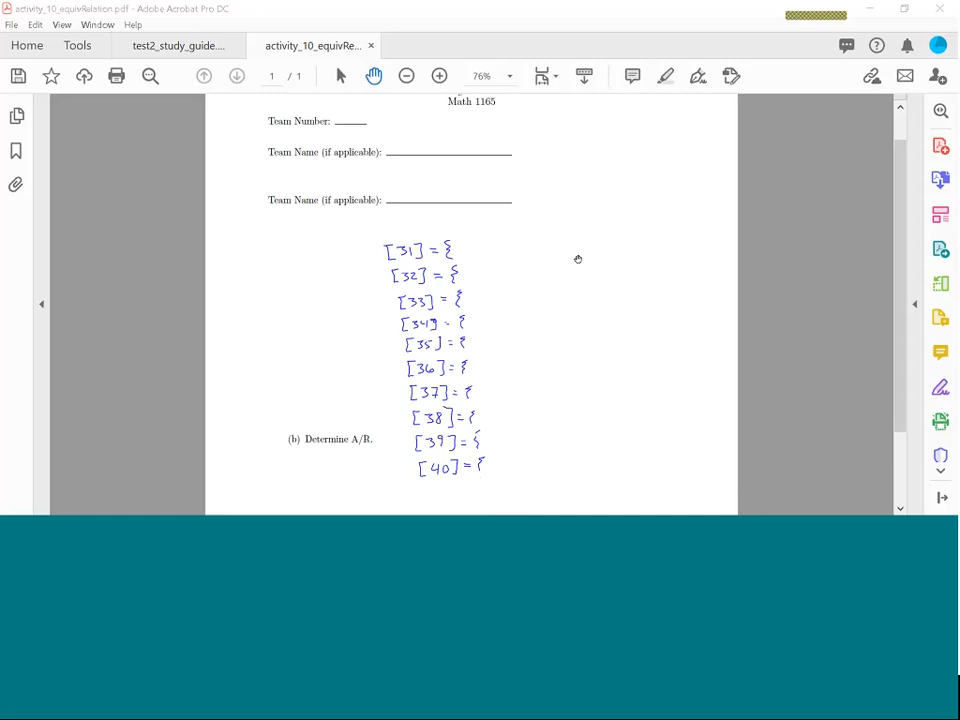 activity_10_equivRelation.pdf - Adobe Acrobat Pro DC
File Edit View Window Help
Home Tools test2_study_guide.... activity_10_equivRe... ×
1 / 1 76%
Math 1165
Team Number:
Team Name (if applicable):
Team Name (if applicable):
[31] = {
[32] = {
[33] = {
[34] = {
[35] = {
[36] = {
[37] = {
[38] = {
(b) Determine A/R. [39] = {
[40] = {